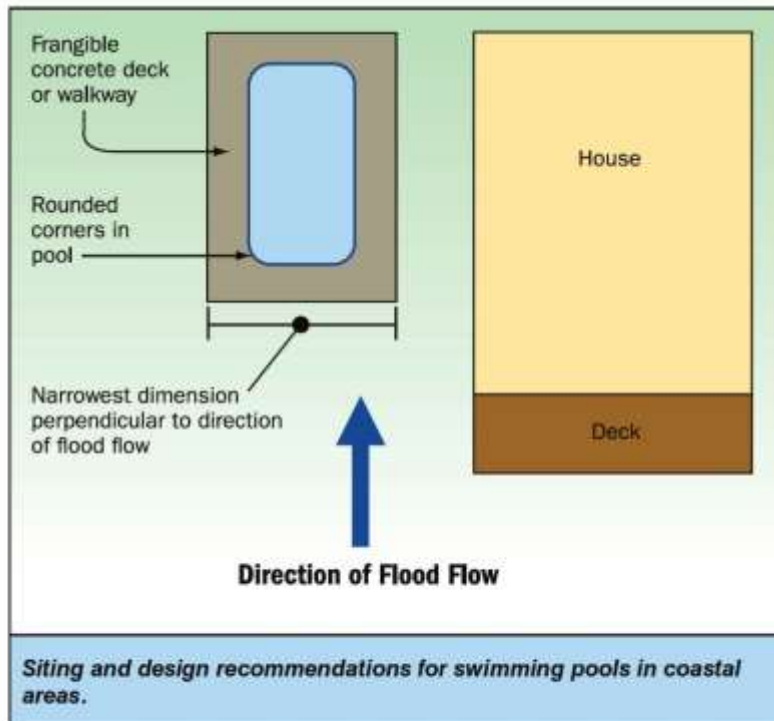 Frangible
concrete deck
or walkway
House
Rounded
corners in
pool
Narrowest dimension
perpendicular to direction
of flood flow
Deck
Direction of Flood Flow
Siting and design recommendations for swimming pools in coastal
areas.